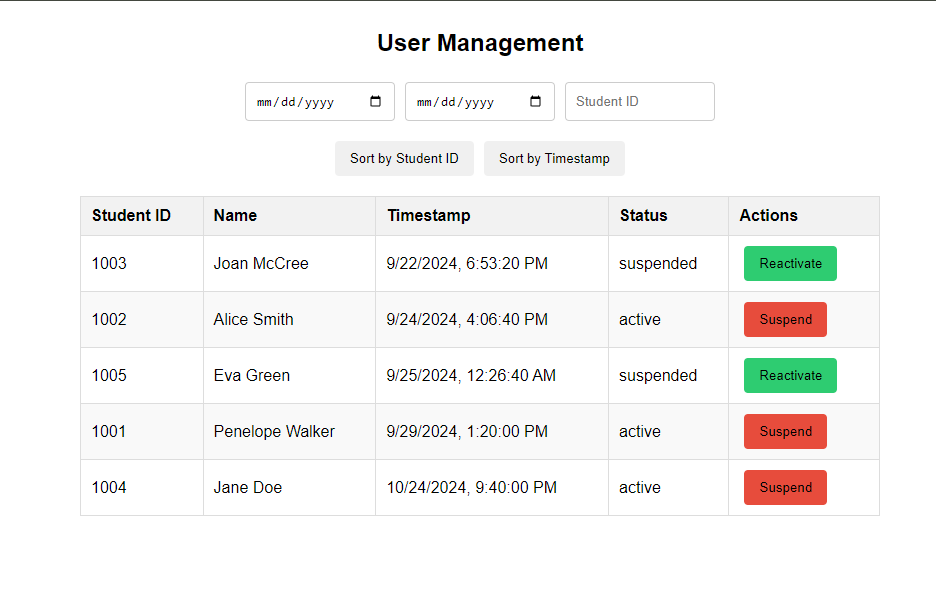 User Management
mm/dd/yyyy mm/dd/yyyy Student ID
Sort by Student ID Sort by Timestamp
Student ID Name Timestamp Status Actions
1003 Joan McCree 9/22/2024, 6:53:20 PM suspended Reactivate
1002 Alice Smith 9/24/2024, 4:06:40 PM active Suspend
1005 Eva Green 9/25/2024, 12:26:40 AM suspended Reactivate
1001 Penelope Walker 9/29/2024, 1:20:00 PM active Suspend
1004 Jane Doe 10/24/2024, 9:40:00 PM active Suspend